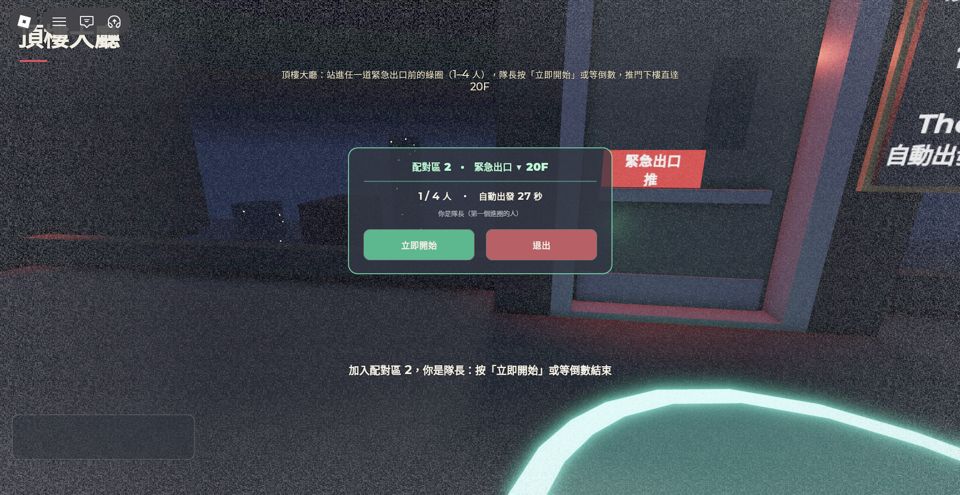 頂樓大廳
頂樓大廳：站進任一道緊急出口前的綠圈（1–4 人），隊長按「立即開始」或等倒數，推門下樓直達
20F
配對區 2 • 緊急出口 ▼ 20F
1 / 4 人 • 自動出發 27 秒
你是隊長（第一個進圈的人）
立即開始
退出
緊急出口
推
The
自動出發
加入配對區 2，你是隊長：按「立即開始」或等倒數結束